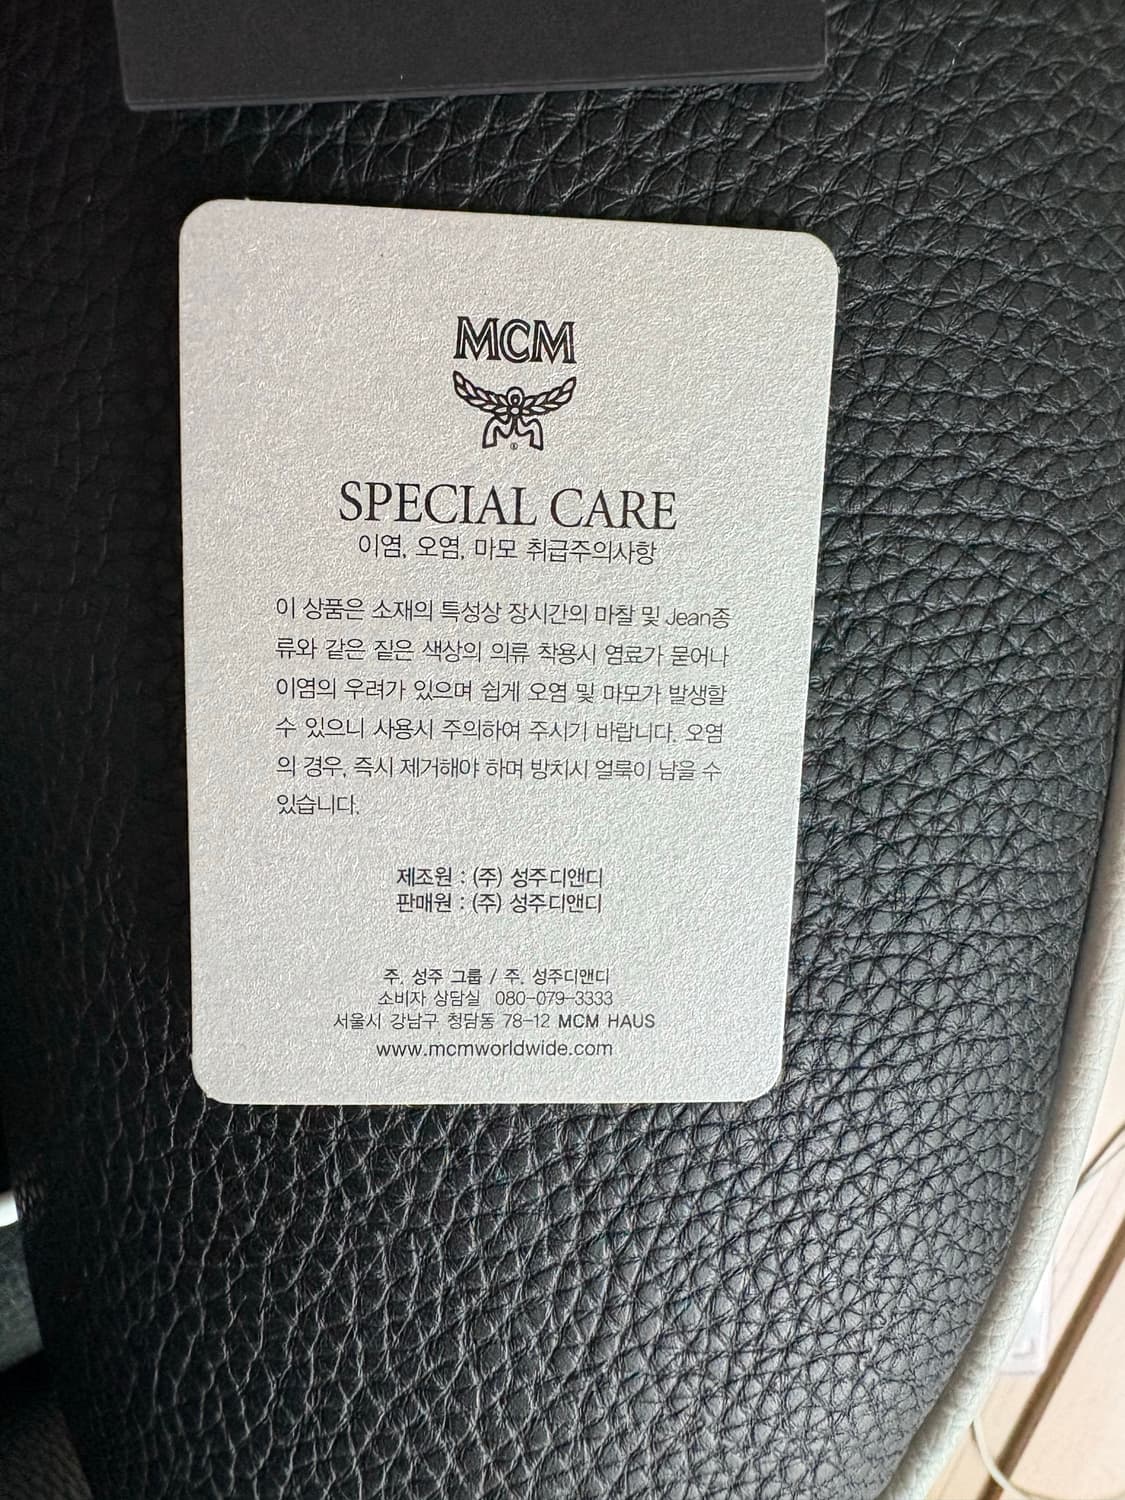 MCM
SPECIAL CARE
이염, 오염, 마모 취급주의사항
이 상품은 소재의 특성상 장시간의 마찰 및 Jean종
류와 같은 짙은 색상의 의류 착용시 염료가 묻어나
이염의 우려가 있으며 쉽게 오염 및 마모가 발생할
수 있으니 사용시 주의하여 주시기 바랍니다. 오염
의 경우, 즉시 제거해야 하며 방치시 얼룩이 남을 수
있습니다.
제조원 : (주) 성주디앤디
판매원 : (주) 성주디앤디
주. 성주 그룹 / 주. 성주디앤디
소비자 상담실 080-079-3333
서울시 강남구 청담동 78-12 MCM HAUS
www.mcmworldwide.com